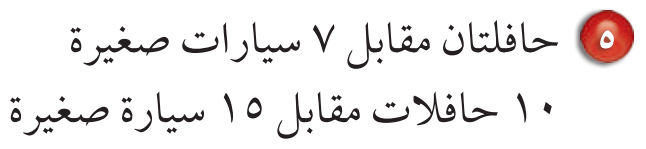 ٥ حافلتان مقابل ٧ سيارات صغيرة
١٠ حافلات مقابل ١٥ سيارة صغيرة